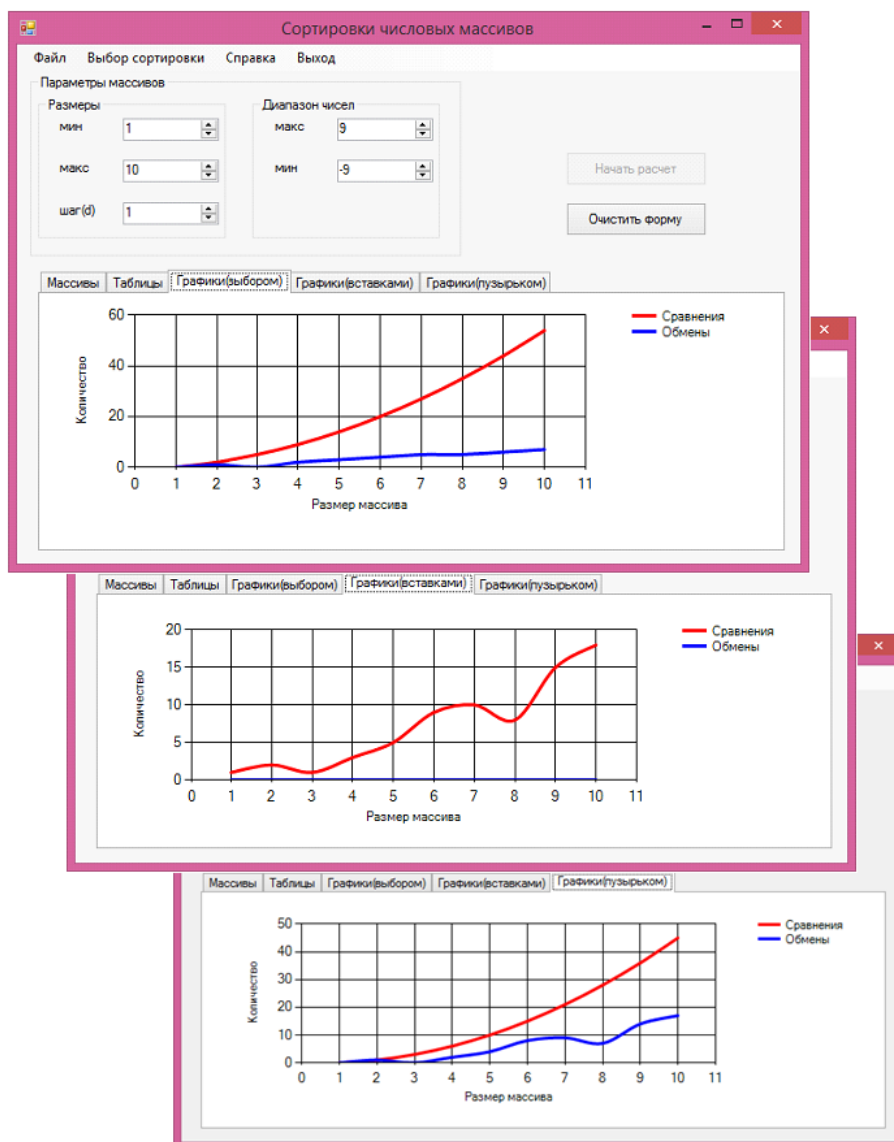 Сортировки числовых массивов
Файл Выбор сортировки Справка Выход
Параметры массивов
Размеры
мин 1
макс 10
шаг(d) 1
Диапазон чисел
макс 9
мин -9
Начать расчет
Очистить форму
Массивы Таблицы Графики(выбором) Графики(вставками) Графики(пузырьком)
Количество
60
40
20
0
0 1 2 3 4 5 6 7 8 9 10 11
Размер массива
Сравнения
Обмены
Массивы Таблицы Графики(выбором) Графики(вставками) Графики(пузырьком)
Количество
20
15
10
5
0
0 1 2 3 4 5 6 7 8 9 10 11
Размер массива
Сравнения
Обмены
Массивы Таблицы Графики(выбором) Графики(вставками) Графики(пузырьком)
Количество
50
40
30
20
10
0
0 1 2 3 4 5 6 7 8 9 10 11
Размер массива
Сравнения
Обмены